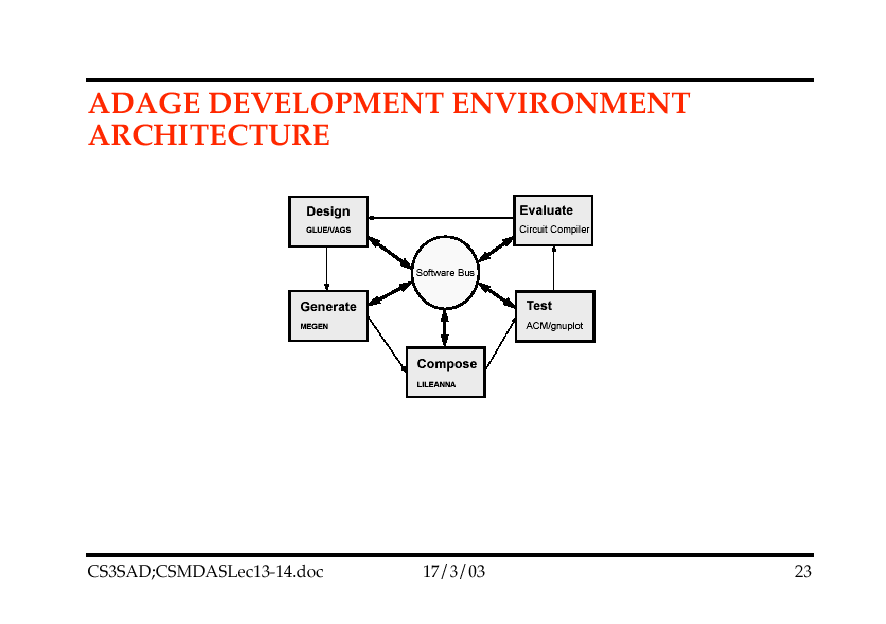 ADAGE DEVELOPMENT ENVIRONMENT
ARCHITECTURE
Design
GLUE/VAGS
Evaluate
Circuit Compiler
Software Bus
Generate
MEGEN
Test
ACM/gnuplot
Compose
LILEANNA
CS3SAD;CSMDASLec13-14.doc 17/3/03 23